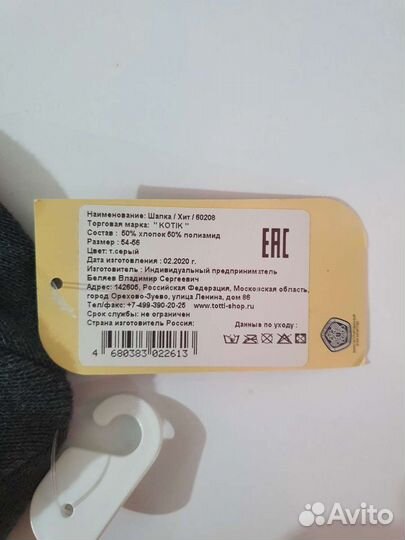 Наименование: Шапка / Хит / 60208
Торговая марка: " KOTIK "
Состав : 50% хлопок 50% полиамид
Размер : 54-56
Цвет: т.серый
Дата изготовления : 02.2020 г.
Изготовитель : Индивидуальный предприниматель
Беляев Владимир Сергеевич
Адрес: 142605, Российская Федерация, Московская область,
город Орехово-Зуево, улица Ленина, дом 86
Тел/факс: +7-499-390-20-25 www.totti-shop.ru
Срок службы: не ограничен
Страна изготовитель Россия:
Данные по уходу :
4 680383 022613
EAC
Avito